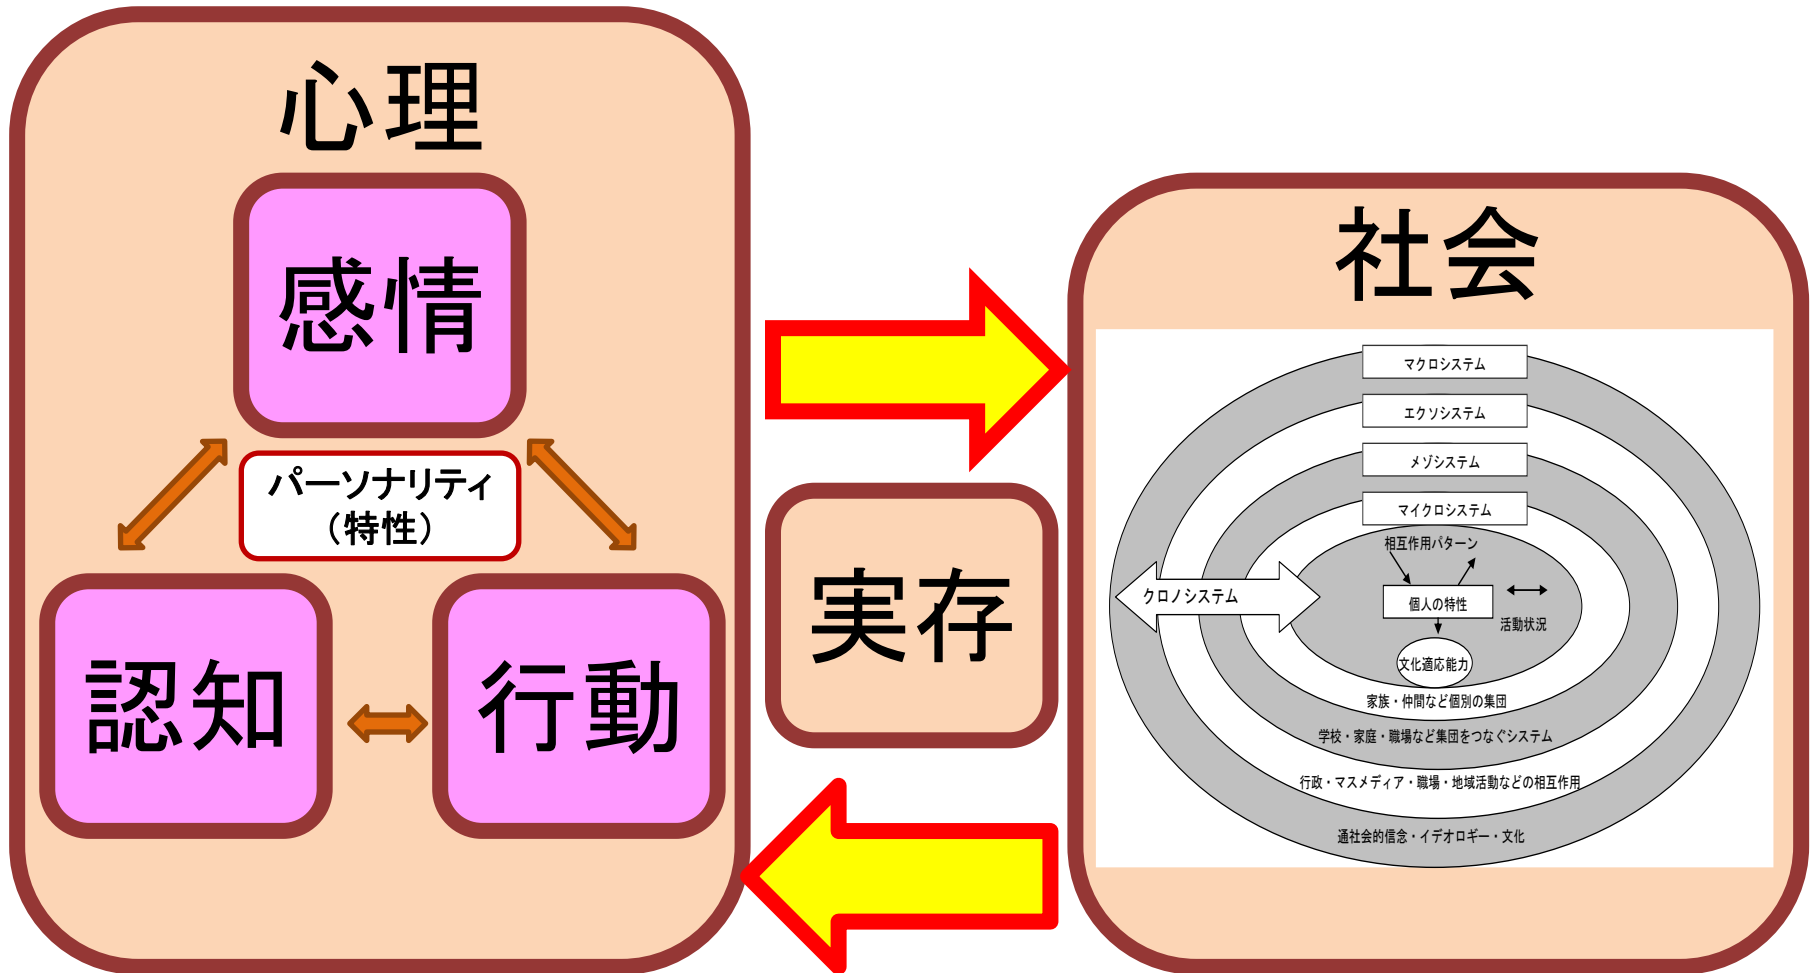 心理
感情
パーソナリティ
（特性）
認知
行動
実存
社会
マクロシステム
エクソシステム
メゾシステム
マイクロシステム
相互作用パターン
クロノシステム
個人の特性
活動状況
文化適応能力
家族・仲間など個別の集団
学校・家庭・職場など集団をつなぐシステム
行政・マスメディア・職場・地域活動などの相互作用
通社会的信念・イデオロギー・文化